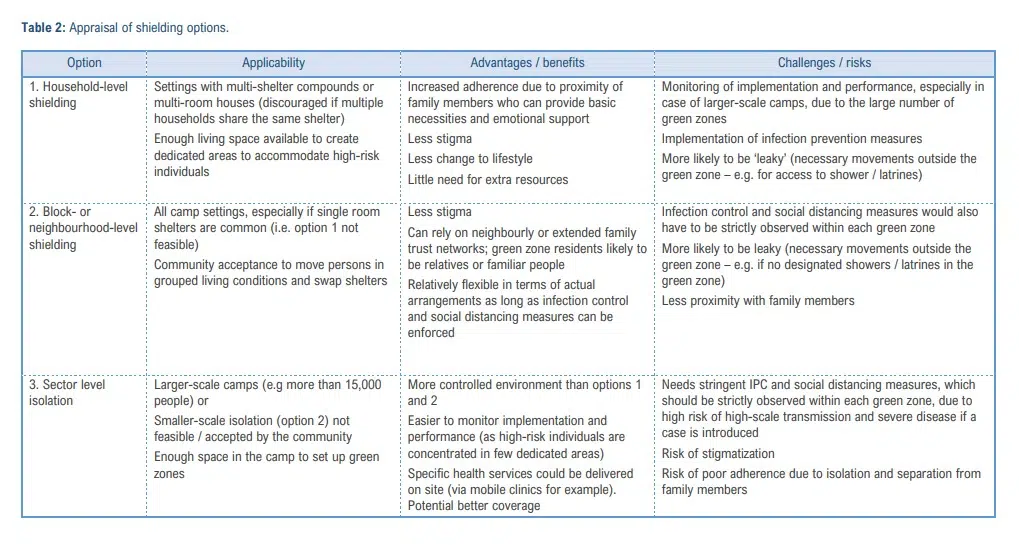 Table 2: Appraisal of shielding options.
Option
Applicability
Advantages / benefits
Challenges / risks
1. Household-level
shielding
Settings with multi-shelter compounds or
multi-room houses (discouraged if multiple
households share the same shelter)
Enough living space available to create
dedicated areas to accommodate high-risk
individuals
Increased adherence due to proximity of
family members who can provide basic
necessities and emotional support
Less stigma
Less change to lifestyle
Little need for extra resources
Monitoring of implementation and performance, especially in
case of larger-scale camps, due to the large number of
green zones
Implementation of infection prevention measures
More likely to be ‘leaky’ (necessary movements outside the
green zone – e.g. for access to shower / latrines)
2. Block- or
neighbourhood-level
shielding
All camp settings, especially if single room
shelters are common (i.e. option 1 not
feasible)
Community acceptance to move persons in
grouped living conditions and swap shelters
Less stigma
Can rely on neighbourly or extended family
trust networks; green zone residents likely to
be relatives or familiar people
Relatively flexible in terms of actual
arrangements as long as infection control
and social distancing measures can be
enforced
Infection control and social distancing measures would also
have to be strictly observed within each green zone
More likely to be leaky (necessary movements outside the
green zone – e.g. if no designated showers / latrines in the
green zone)
Less proximity with family members
3. Sector level
isolation
Larger-scale camps (e.g more than 15,000
people) or
Smaller-scale isolation (option 2) not
feasible / accepted by the community
Enough space in the camp to set up green
zones
More controlled environment than options 1
and 2
Easier to monitor implementation and
performance (as high-risk individuals are
concentrated in few dedicated areas)
Specific health services could be delivered
on site (via mobile clinics for example).
Potential better coverage
Needs stringent IPC and social distancing measures, which
should be strictly observed within each green zone, due to
high risk of high-scale transmission and severe disease if a
case is introduced
Risk of stigmatization
Risk of poor adherence due to isolation and separation from
family members